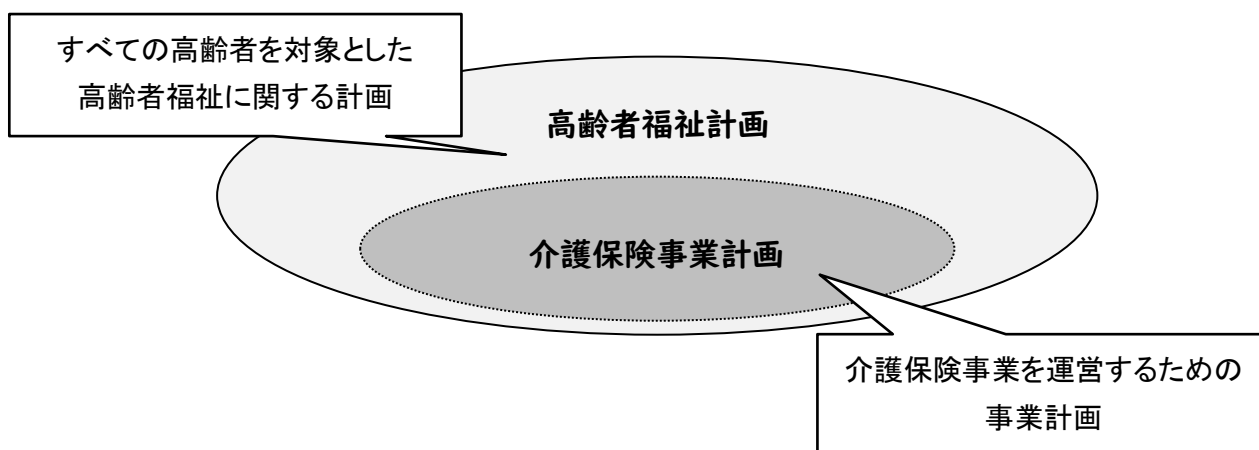 すべての高齢者を対象とした
高齢者福祉に関する計画
高齢者福祉計画
介護保険事業計画
介護保険事業を運営するための
事業計画